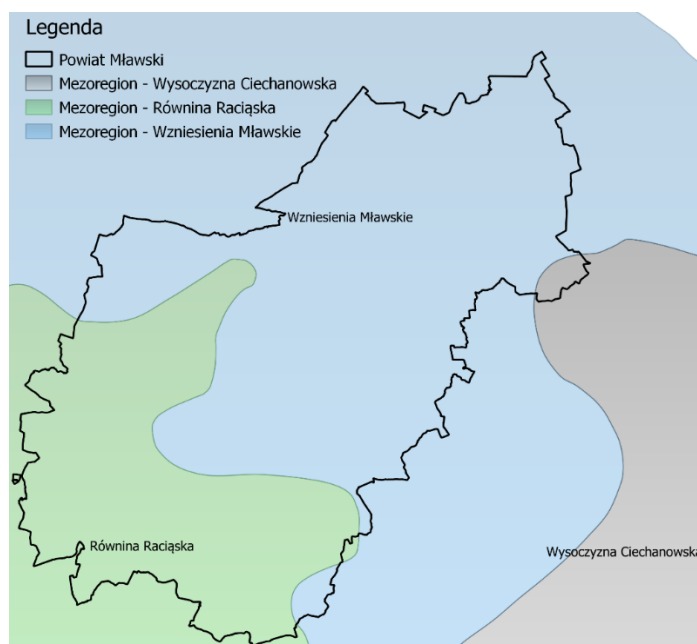 Legenda
Powiat Mławski
Mezoregion - Wysoczyzna Ciechanowska
Mezoregion - Równina Raciąska
Mezoregion - Wzniesienia Mławskie
Wzniesienia Mławskie
Równina Raciąska
Wysoczyzna Ciechanowska